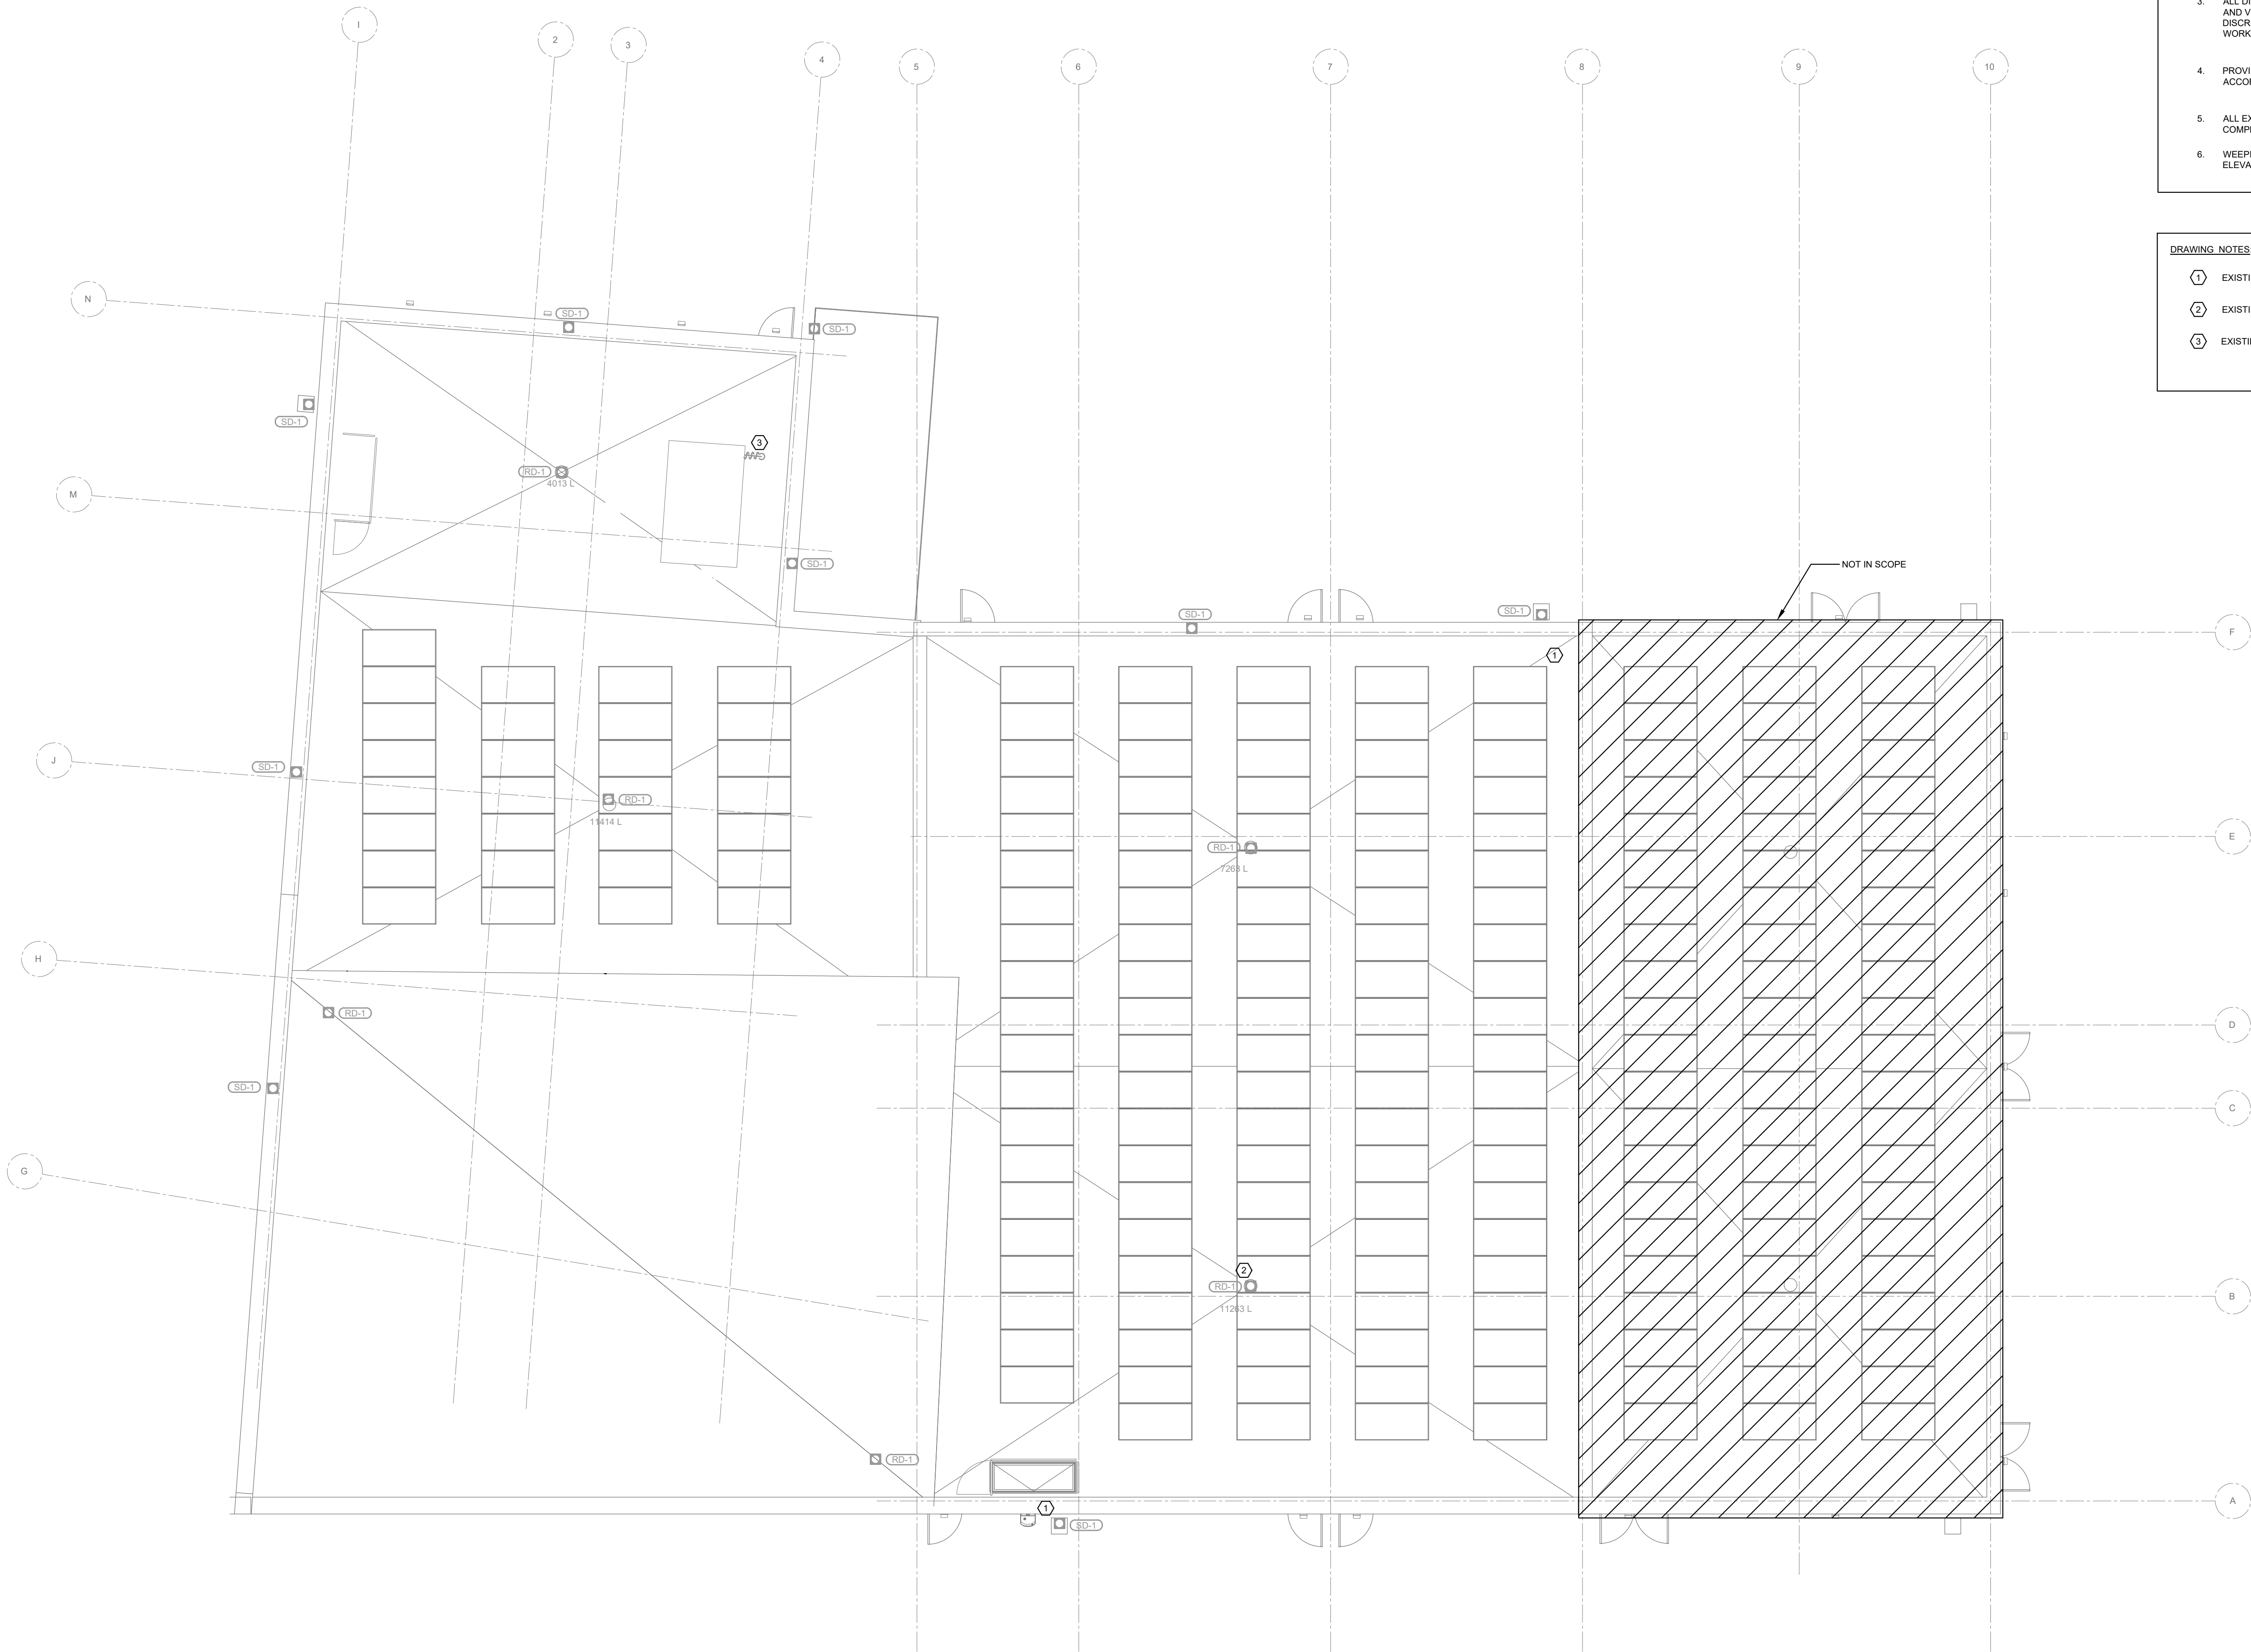 I
2
3
4
5
6
7
8
9
10
3. ALL DI
AND V
DISCR
WORK
4. PROVI
ACCO
5. ALL EX
COMP
6. WEEP
ELEVA
DRAWING NOTES:
1 EXISTI
2 EXISTI
3 EXISTI
N
SD-1
SD-1
SD-1
3
RD-1
4013 L
M
SD-1
NOT IN SCOPE
SD-1
SD-1
F
1
J
SD-1
RD-1
11414 L
E
RD-1
7263 L
H
RD-1
D
SD-1
C
G
2
RD-1
11263 L
B
RD-1
A
1
SD-1